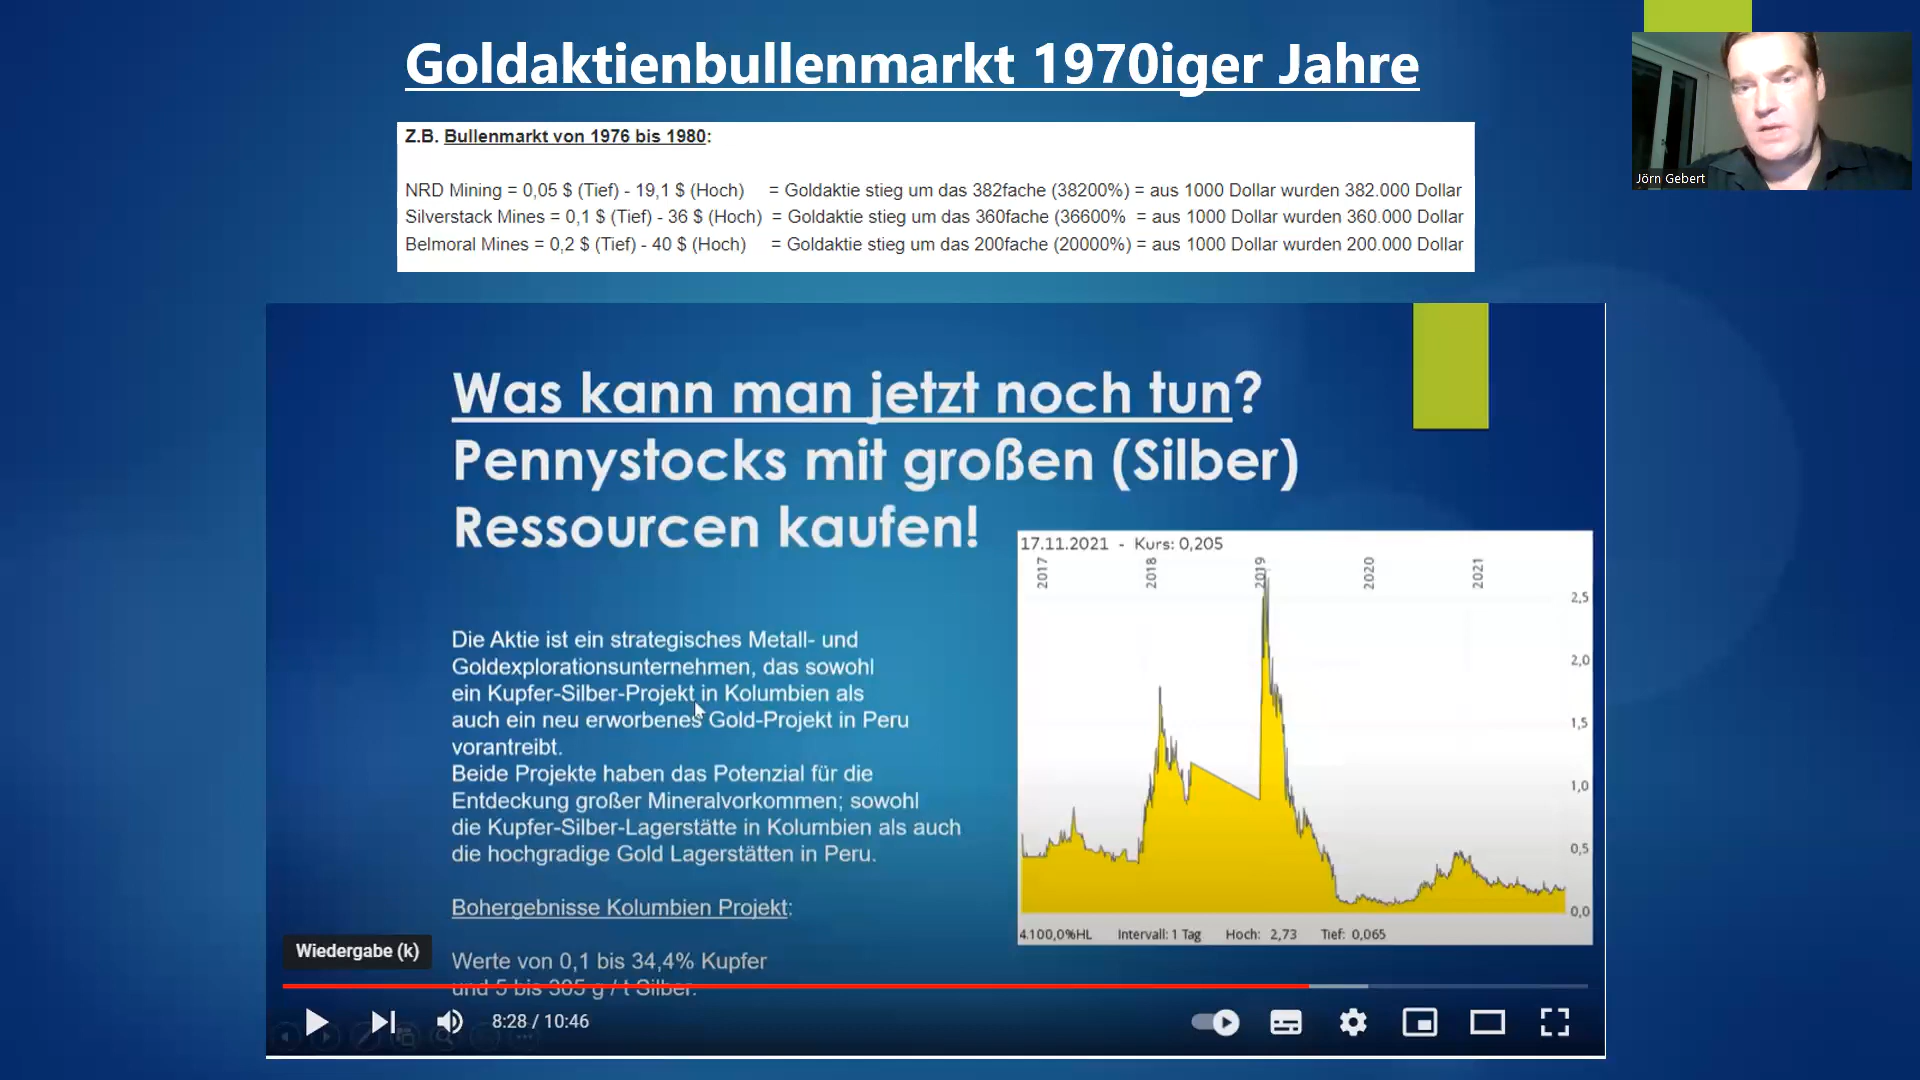 Goldaktienbullenmarkt 1970iger Jahre
Jörn Gebert
Z.B. Bullenmarkt von 1976 bis 1980:
NRD Mining = 0,05 $ (Tief) - 19,1 $ (Hoch) = Goldaktie stieg um das 382fache (38200%) = aus 1000 Dollar wurden 382.000 Dollar
Silverstack Mines = 0,1 $ (Tief) - 36 $ (Hoch) = Goldaktie stieg um das 360fache (36600% = aus 1000 Dollar wurden 360.000 Dollar
Belmoral Mines = 0,2 $ (Tief) - 40 $ (Hoch) = Goldaktie stieg um das 200fache (20000%) = aus 1000 Dollar wurden 200.000 Dollar
Was kann man jetzt noch tun?
Pennystocks mit großen (Silber)
Ressourcen kaufen!
17.11.2021 - Kurs: 0,205
2017 2018 2019 2020 2021
2,5
2,0
1,5
1,0
0,5
0,0
4.100,0%HL Intervall: 1 Tag Hoch: 2,73 Tief: 0,065
Die Aktie ist ein strategisches Metall- und
Goldexplorationsunternehmen, das sowohl
ein Kupfer-Silber-Projekt in Kolumbien als
auch ein neu erworbenes Gold-Projekt in Peru
vorantreibt.
Beide Projekte haben das Potenzial für die
Entdeckung großer Mineralvorkommen; sowohl
die Kupfer-Silber-Lagerstätte in Kolumbien als auch
die hochgradige Gold Lagerstätten in Peru.
Bohergebnisse Kolumbien Projekt:
Werte von 0,1 bis 34,4% Kupfer
und 5 bis 305 g / t Silber.
Wiedergabe (k)
8:28 / 10:46